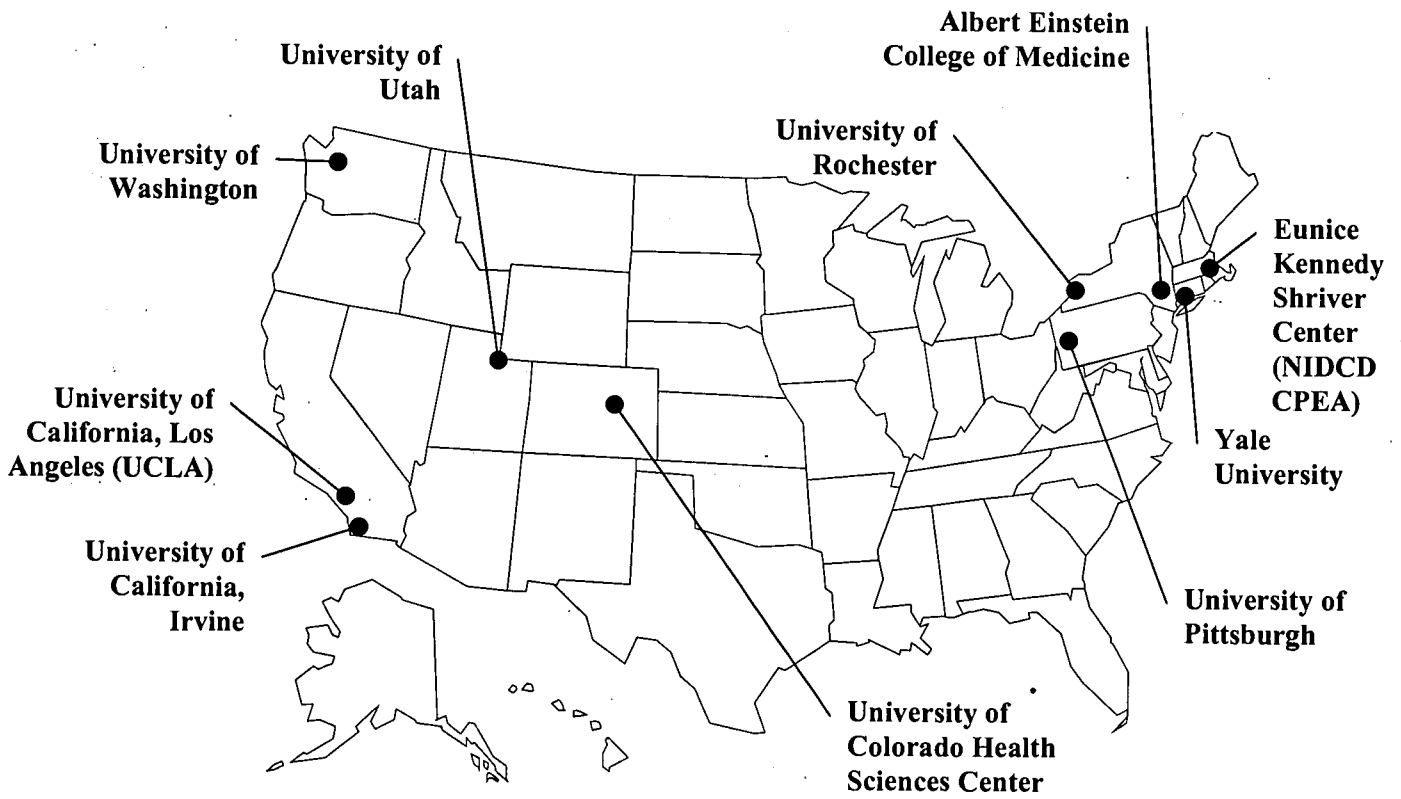 Albert Einstein
College of Medicine
University of
Utah
University of
Rochester
University of
Washington
Eunice
Kennedy
Shriver
Center
(NIDCD
CPEA)
University of
California, Los
Angeles (UCLA)
Yale
University
University of
California,
Irvine
University of
Pittsburgh
University of
Colorado Health
Sciences Center